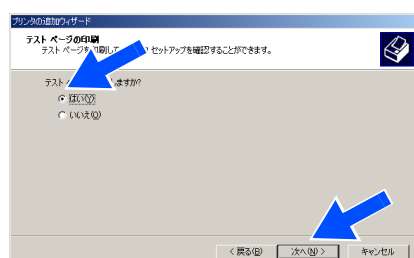 プリンタの追加ウィザード
テスト ページの印刷
テスト ページを印刷して セットアップを確認することができます。
テスト しますか?
はい(Y)
いいえ(O)
< 戻る(B)
次へ(N) >
キャンセル